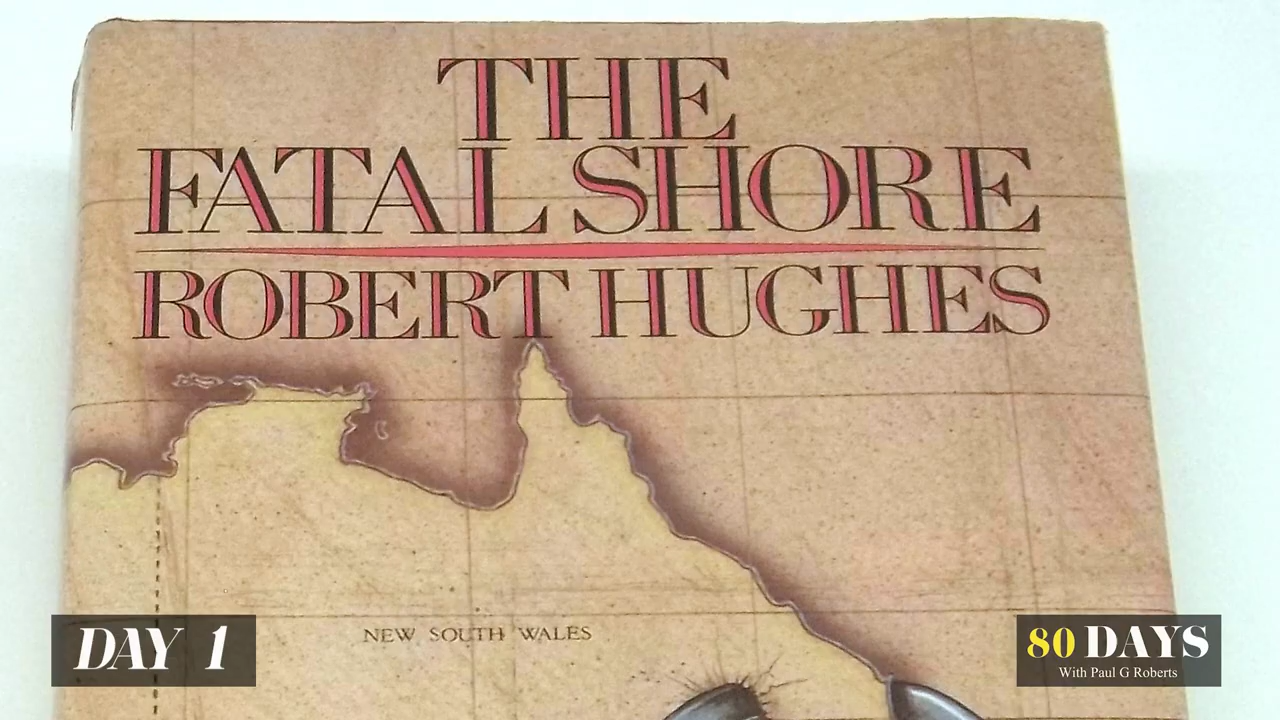 THE
FATAL SHORE
ROBERT HUGHES
NEW SOUTH WALES
DAY 1
80 DAYS
With Paul G Roberts